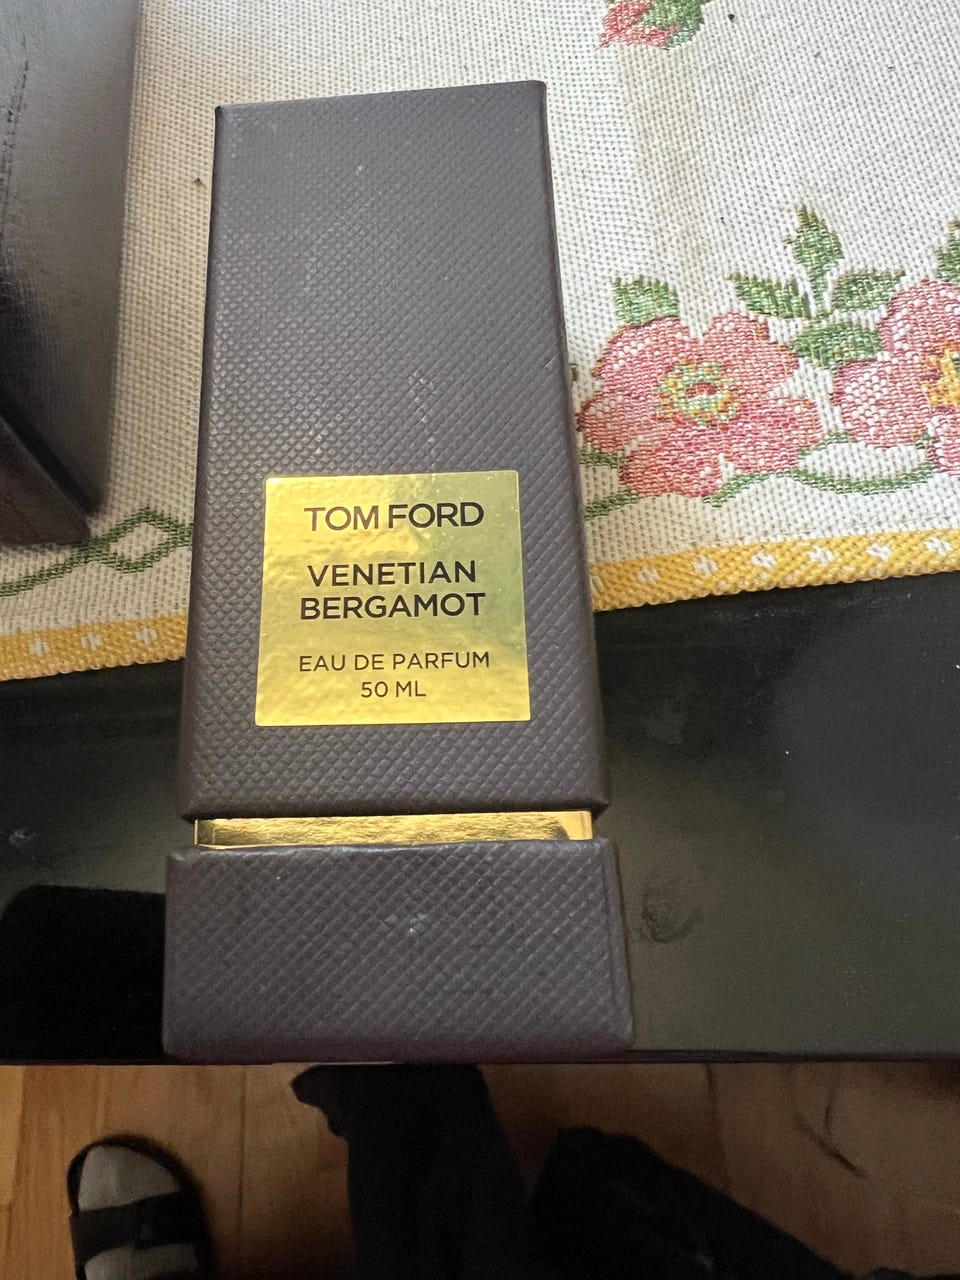 TOM FORD
VENETIAN
BERGAMOT
EAU DE PARFUM
50 ML